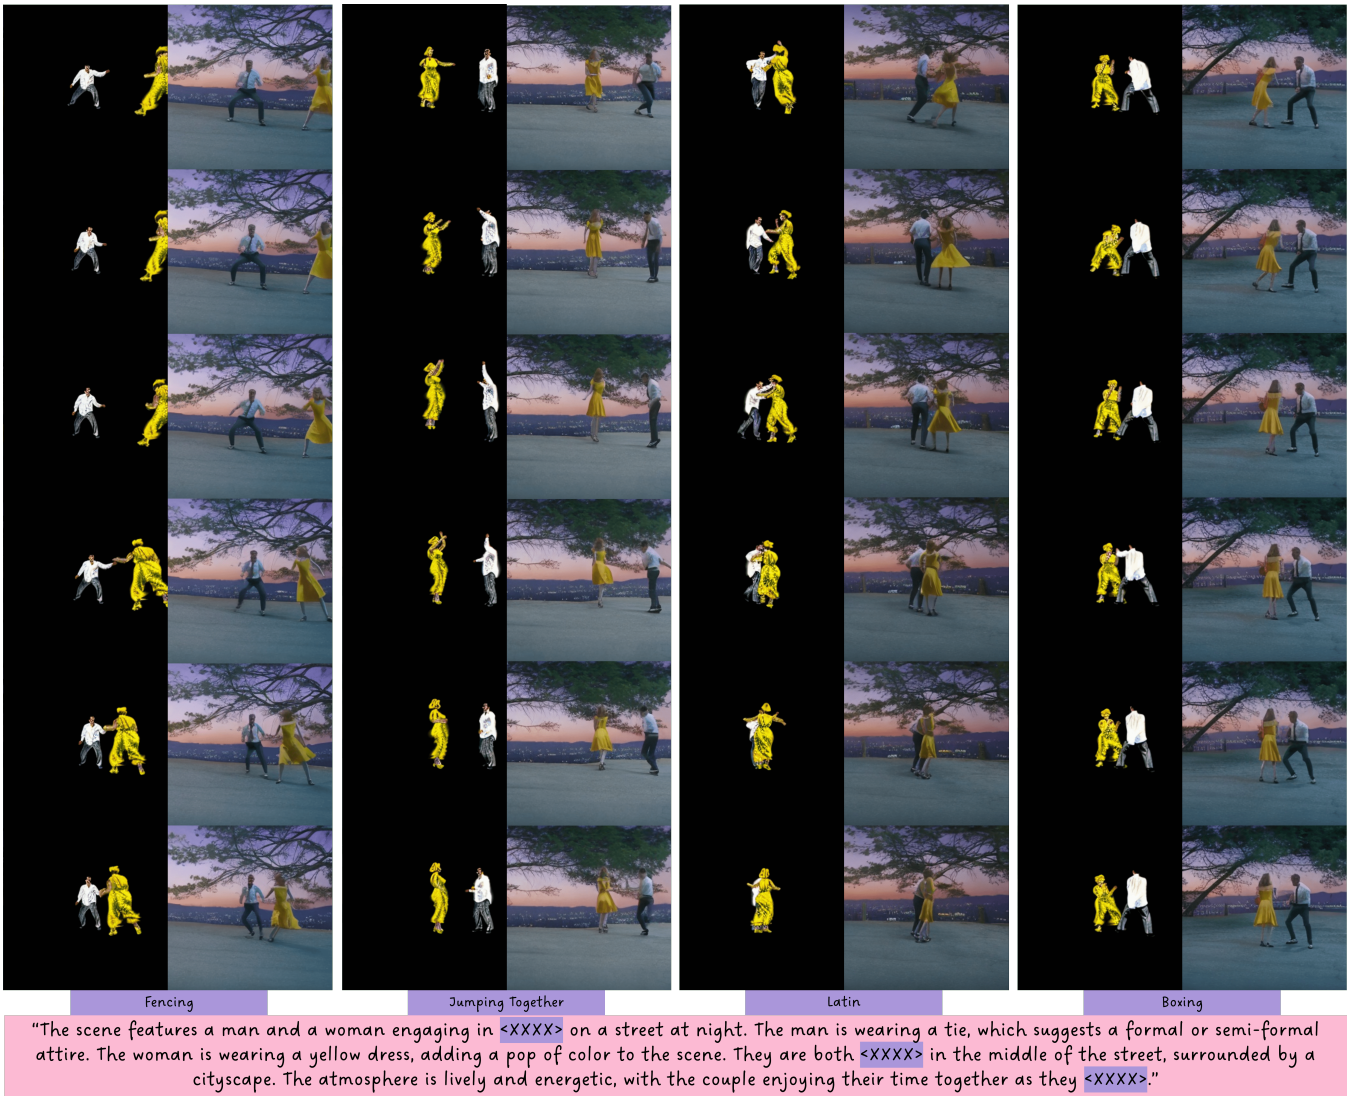 Fencing
Jumping Together
Latin
Boxing
"The scene features a man and a woman engaging in <XXXX> on a street at night. The man is wearing a tie, which suggests a formal or semi-formal
attire. The woman is wearing a yellow dress, adding a pop of color to the scene. They are both <XXXX> in the middle of the street, surrounded by a
cityscape. The atmosphere is lively and energetic, with the couple enjoying their time together as they <XXXX>."